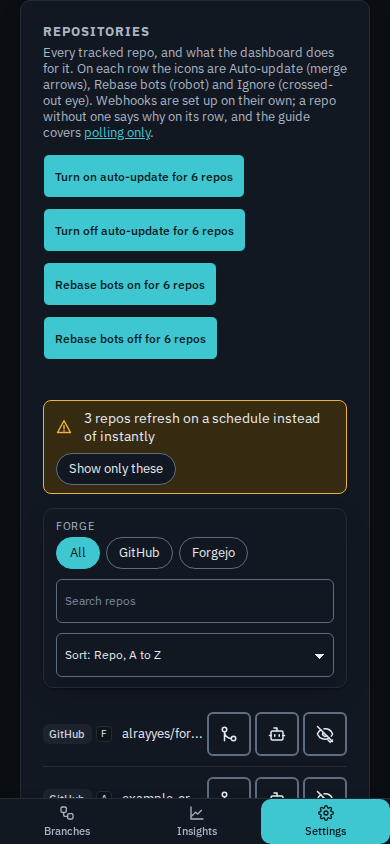 REPOSITORIES
Every tracked repo, and what the dashboard does
for it. On each row the icons are Auto-update (merge
arrows), Rebase bots (robot) and Ignore (crossed-
out eye). Webhooks are set up on their own; a repo
without one says why on its row, and the guide
covers polling only.
Turn on auto-update for 6 repos
Turn off auto-update for 6 repos
Rebase bots on for 6 repos
Rebase bots off for 6 repos
3 repos refresh on a schedule instead
of instantly
Show only these
FORGE
All GitHub Forgejo
Search repos
Sort: Repo, A to Z
GitHub F alrayyes/for...
GitHub A example-or...
Branches Insights Settings